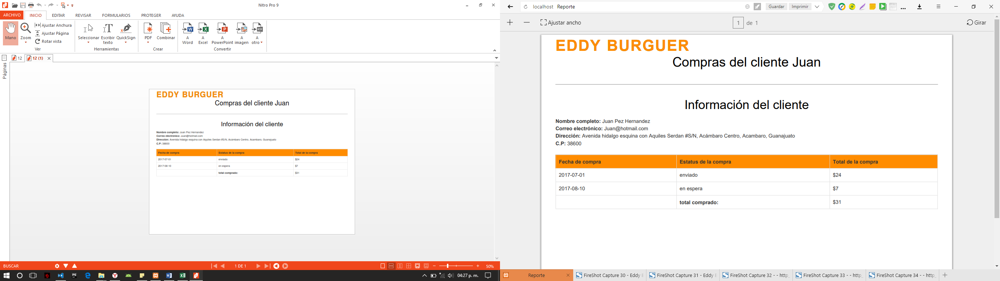 Nitro Pro 9
ARCHIVO INICIO EDITAR REVISAR FORMULARIOS PROTEGER AYUDA
Mano
Zoom
Ajustar Anchura
Ajustar Página
Rotar vista
Ver
Seleccionar
Escribir texto
QuickSign
Herramientas
PDF
Combinar
Crear
A Word
A Excel
A PowerPoint
A imagen
A otro
Convertir
12
12 (1)
Páginas
EDDY BURGUER
Compras del cliente Juan
Información del cliente
Nombre completo: Juan Pez Hernandez
Correo electrónico: Juan@hotmail.com
Dirección: Avenida hidalgo esquina con Aquiles Serdan #S/N, Acámbaro Centro, Acambaro, Guanajuato
C.P: 38600
Fecha de compra Estatus de la compra Total de la compra
2017-07-01 enviado $24
2017-08-10 en espera $7
total comprado: $31
BUSCAR
1 DE 1
50%
04:27 p. m.
localhost Reporte
Guardar Imprimir
Ajustar ancho
1 de 1
Girar
EDDY BURGUER
Compras del cliente Juan
Información del cliente
Nombre completo: Juan Pez Hernandez
Correo electrónico: Juan@hotmail.com
Dirección: Avenida hidalgo esquina con Aquiles Serdan #S/N, Acámbaro Centro, Acambaro, Guanajuato
C.P: 38600
Fecha de compra Estatus de la compra Total de la compra
2017-07-01 enviado $24
2017-08-10 en espera $7
total comprado: $31
Reporte
FireShot Capture 30 - Eddy
FireShot Capture 31 - Eddy
FireShot Capture 32 - - http_
FireShot Capture 33 - - http_
FireShot Capture 34 - - http_